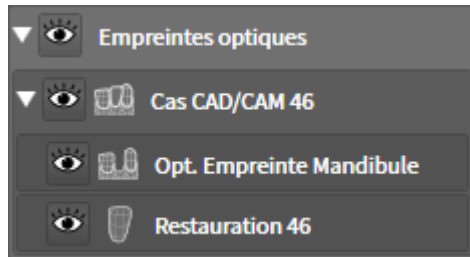 Empreintes optiques
Cas CAD/CAM 46
Opt. Empreinte Mandibule
Restauration 46